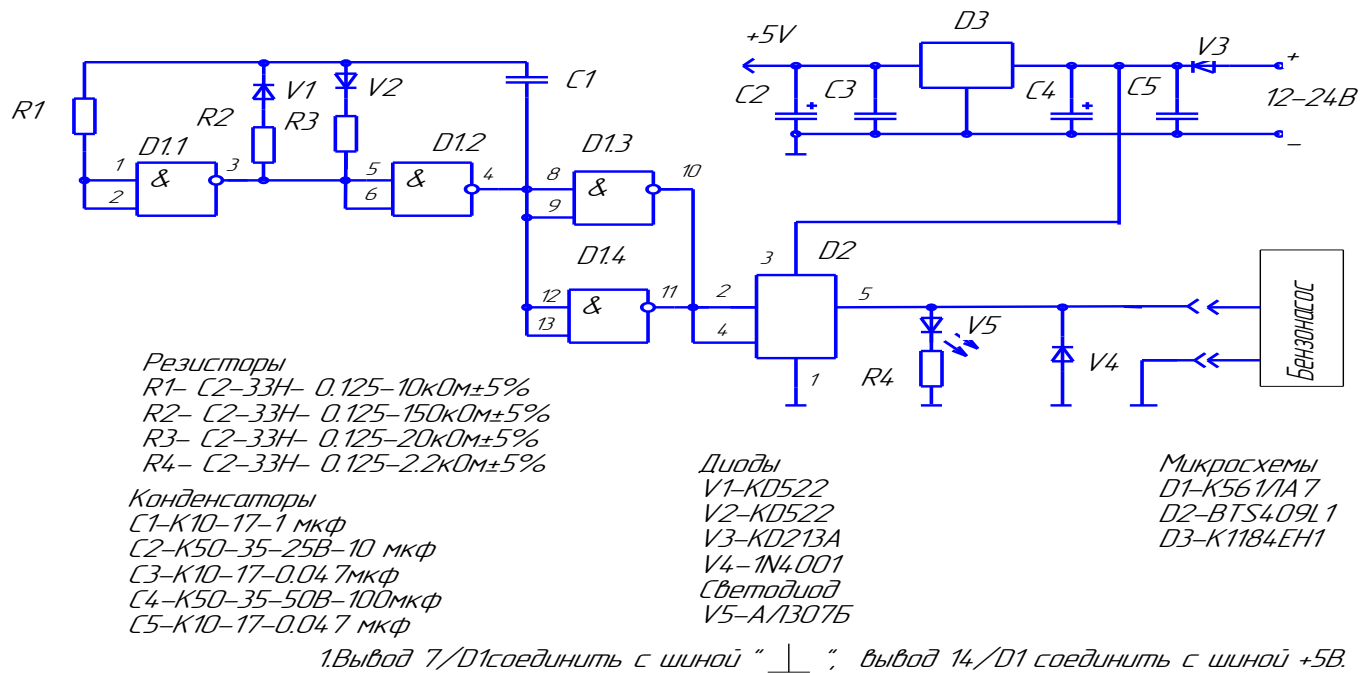 D3
+5V
V3
+
C2
C3
C4
C5
12-24В
–
C1
V1
V2
R1
R2
R3
D1.1
D1.2
D1.3
1
2
&
3
5
6
&
4
8
9
&
10
D1.4
12
13
&
11
3
D2
2
4
5
1
V5
R4
V4
Бензонасос
Резисторы
R1- С2-33Н- 0.125-10кОм±5%
R2- С2-33Н- 0.125-150кОм±5%
R3- С2-33Н- 0.125-20кОм±5%
R4- С2-33Н- 0.125-2.2кОм±5%
Конденсаторы
С1-К10-17-1 мкф
С2-К50-35-25В-10 мкф
С3-К10-17-0.047мкф
С4-К50-35-50В-100мкф
С5-К10-17-0.047 мкф
Диоды
V1-KD522
V2-KD522
V3-KD213A
V4-1N4001
Светодиод
V5-АЛ307Б
Микросхемы
D1-К561ЛА7
D2-BTS409L1
D3-К1184ЕН1
1.Вывод 7/D1соединить с шиной " ⊥ ", вывод 14/D1 соединить с шиной +5В.